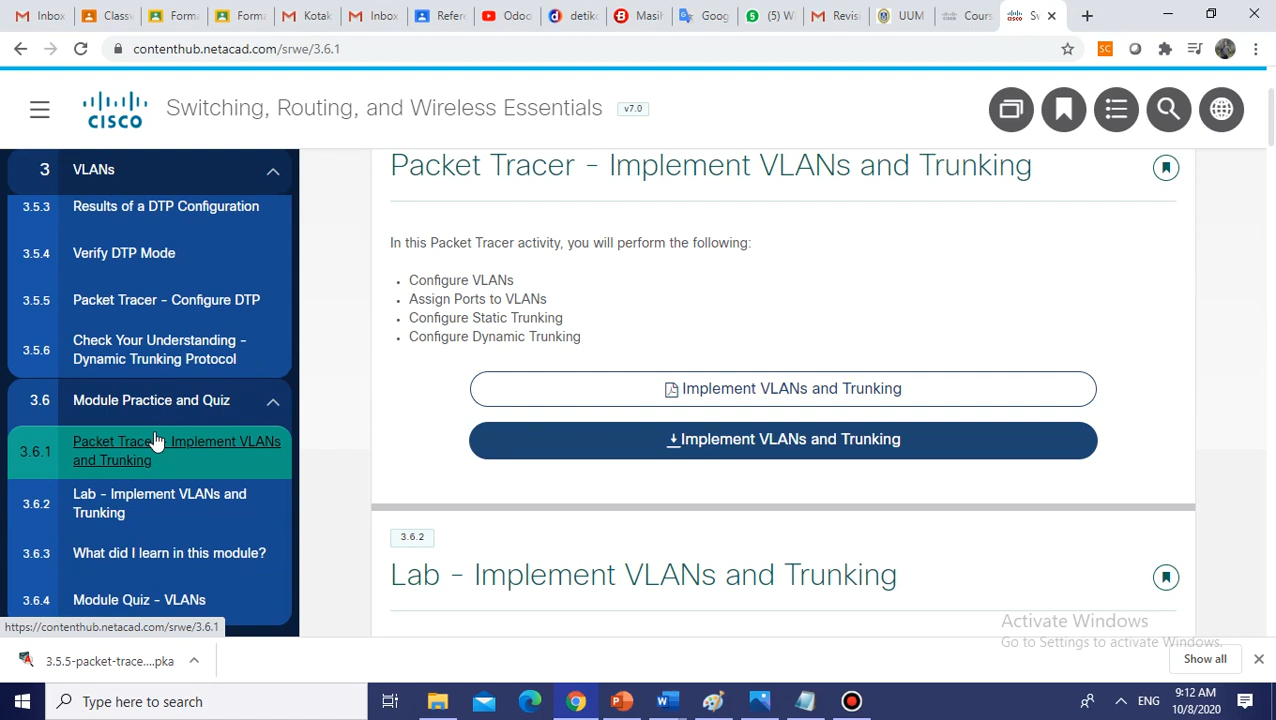 Inbox
Class
Forma
Forma
Kotak
Inbox
Refere
Odoo
detik
Masih
Goog
(5) W
Revis
UUM
Cours
Sw
contenthub.netacad.com/srwe/3.6.1
SC
CISCO
Switching, Routing, and Wireless Essentials
v7.0
3 VLANs
3.5.3 Results of a DTP Configuration
3.5.4 Verify DTP Mode
3.5.5 Packet Tracer - Configure DTP
3.5.6 Check Your Understanding -
Dynamic Trunking Protocol
3.6 Module Practice and Quiz
3.6.1 Packet Tracer - Implement VLANs
and Trunking
3.6.2 Lab - Implement VLANs and
Trunking
3.6.3 What did I learn in this module?
3.6.4 Module Quiz - VLANs
https://contenthub.netacad.com/srwe/3.6.1
Packet Tracer - Implement VLANs and Trunking
In this Packet Tracer activity, you will perform the following:
• Configure VLANs
• Assign Ports to VLANs
• Configure Static Trunking
• Configure Dynamic Trunking
Implement VLANs and Trunking
Implement VLANs and Trunking
3.6.2
Lab - Implement VLANs and Trunking
Activate Windows
Go to Settings to activate Windows.
3.5.5-packet-trace....pka
Show all
Type here to search
ENG
9:12 AM
10/8/2020